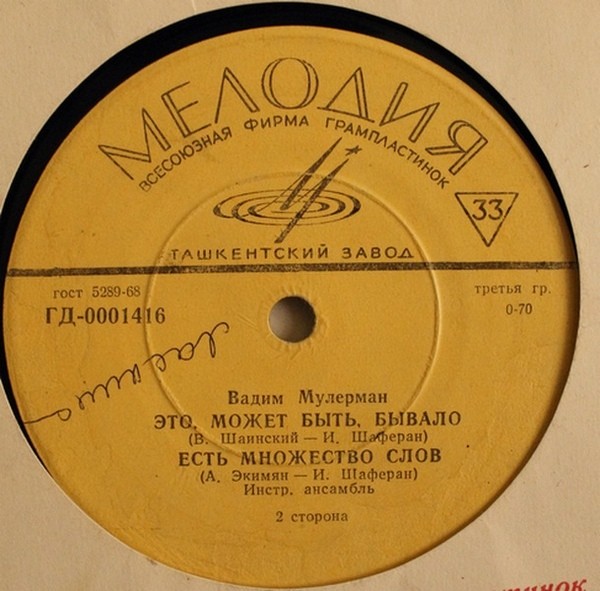 МЕЛОДИЯ
ВСЕСОЮЗНАЯ ФИРМА ГРАМПЛАСТИНОК
33
ТАШКЕНТСКИЙ ЗАВОД
гост 5289-68
третья гр.
ГД-0001416
0-70
Вадим Мулерман
ЭТО, МОЖЕТ БЫТЬ, БЫВАЛО
(В. Шаинский — И. Шаферан)
ЕСТЬ МНОЖЕСТВО СЛОВ
(А. Экимян — И. Шаферан)
Инстр. ансамбль
2 сторона